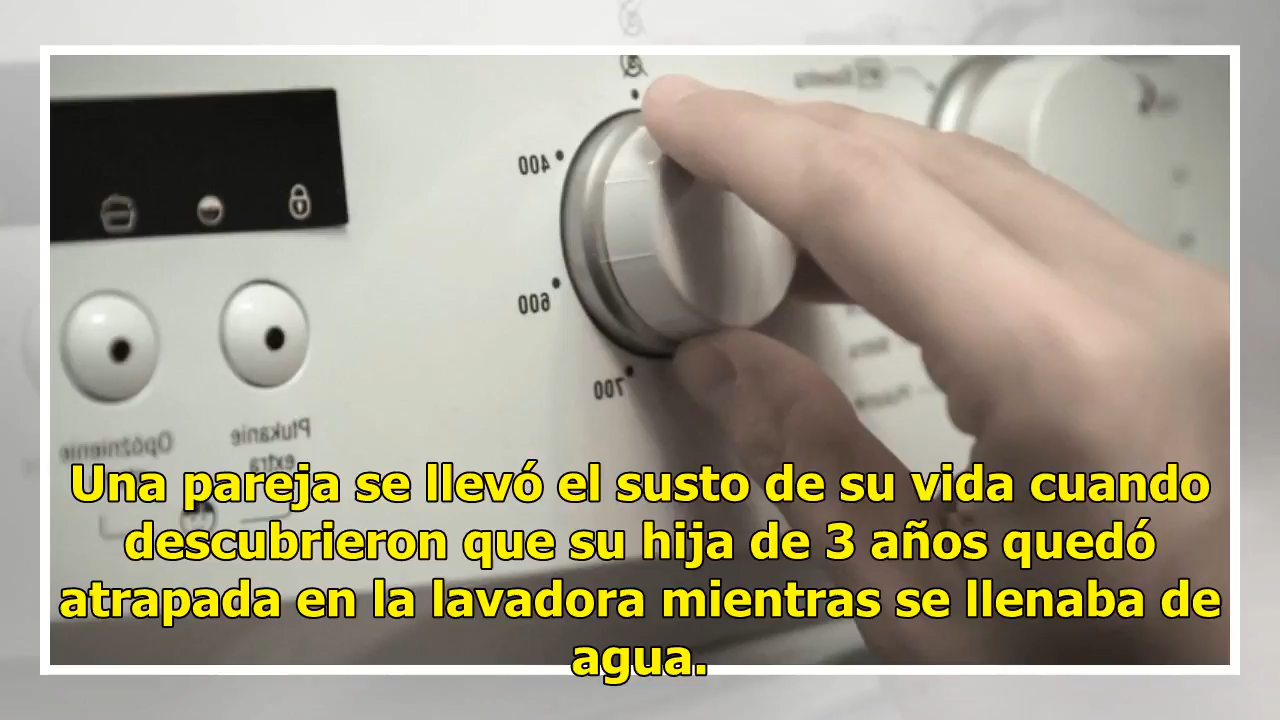 400
600
700
Opóźnienie
Płukanie
extra
Una pareja se llevó el susto de su vida cuando
descubrieron que su hija de 3 años quedó
atrapada en la lavadora mientras se llenaba de
agua.